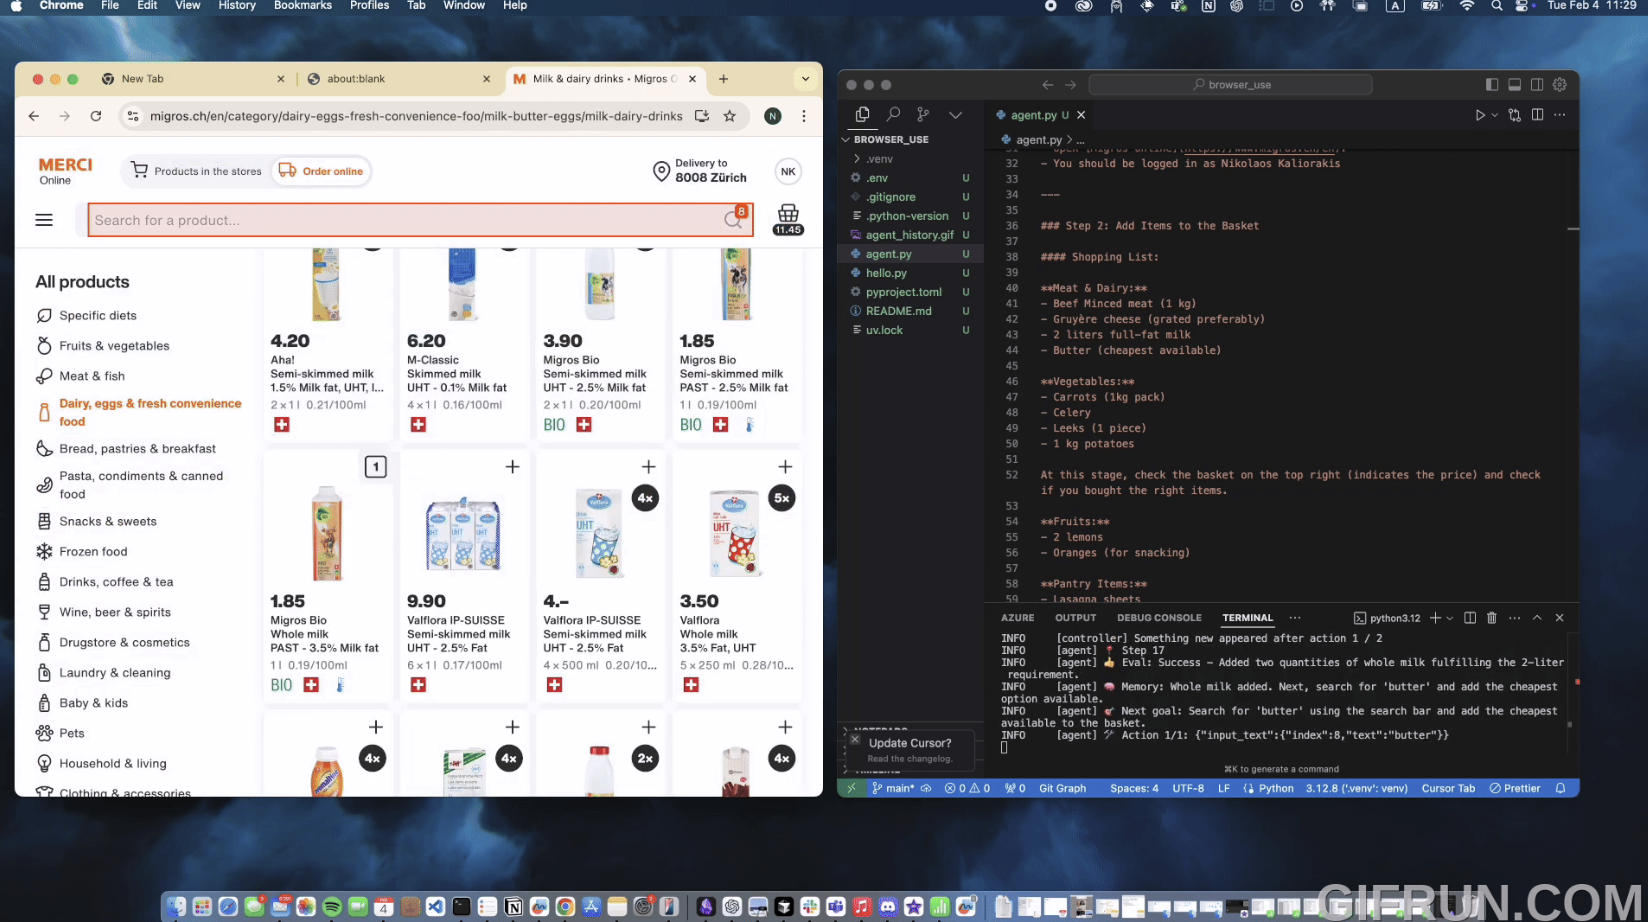 Chrome File Edit View History Bookmarks Profiles Tab Window Help
A Tue Feb 4 11:29
New Tab
about:blank
Milk & dairy drinks • Migros O
migros.ch/en/category/dairy-eggs-fresh-convenience-foo/milk-butter-eggs/milk-dairy-drinks
N
MERCI
Online
Products in the stores
Order online
Delivery to
8008 Zürich
NK
Search for a product...
8
11.45
All products
Specific diets
Fruits & vegetables
Meat & fish
Dairy, eggs & fresh convenience
food
Bread, pastries & breakfast
Pasta, condiments & canned
food
Snacks & sweets
Frozen food
Drinks, coffee & tea
Wine, beer & spirits
Drugstore & cosmetics
Laundry & cleaning
Baby & kids
Pets
Household & living
Clothing & accessories
4.20
Aha!
Semi-skimmed milk
1.5% Milk fat, UHT, l...
2 x 1 l 0.21/100ml
6.20
M-Classic
Skimmed milk
UHT - 0.1% Milk fat
4 x 1 l 0.16/100ml
3.90
Migros Bio
Semi-skimmed milk
UHT - 2.5% Milk fat
2 x 1 l 0.20/100ml
BIO
1.85
Migros Bio
Semi-skimmed milk
PAST - 2.5% Milk fat
1 l 0.19/100ml
BIO
1
1.85
Migros Bio
Whole milk
PAST - 3.5% Milk fat
1 l 0.19/100ml
BIO
9.90
Valflora IP-SUISSE
Semi-skimmed milk
UHT - 2.5% Fat
6 x 1 l 0.17/100ml
4x
Valflora
UHT
4.–
Valflora IP-SUISSE
Semi-skimmed milk
UHT - 2.5% Fat
4 x 500 ml 0.20/10...
5x
Valflora
UHT
3.50
Valflora
3.5% Fat, UHT
5 x 250 ml 0.28/10...
4x
4x
2x
4x
browser_use
agent.py U
BROWSER_USE
agent.py > ...
.venv
.env U
.gitignore U
.python-version U
agent_history.gif U
agent.py U
hello.py U
pyproject.toml U
README.md U
uv.lock U
32 - You should be logged in as Nikolaos Kaliorakis
33
34 ---
35
36 ### Step 2: Add Items to the Basket
37
38 #### Shopping List:
39
40 **Meat & Dairy:**
41 - Beef Minced meat (1 kg)
42 - Gruyère cheese (grated preferably)
43 - 2 liters full-fat milk
44 - Butter (cheapest available)
45
46 **Vegetables:**
47 - Carrots (1kg pack)
48 - Celery
49 - Leeks (1 piece)
50 - 1 kg potatoes
51
52 At this stage, check the basket on the top right (indicates the price) and check
if you bought the right items.
53
54 **Fruits:**
55 - 2 lemons
56 - Oranges (for snacking)
57
58 **Pantry Items:**
59 - Lasagna sheets
AZURE OUTPUT DEBUG CONSOLE TERMINAL ... python3.12
INFO [controller] Something new appeared after action 1 / 2
INFO [agent] 📍 Step 17
INFO [agent] 👍 Eval: Success - Added two quantities of whole milk fulfilling the 2-liter
requirement.
INFO [agent] 🧠 Memory: Whole milk added. Next, search for 'butter' and add the cheapest
option available.
INFO [agent] 🎯 Next goal: Search for 'butter' using the search bar and add the cheapest
available to the basket.
INFO [agent] 🛠 Action 1/1: {"input_text":{"index":8,"text":"butter"}}
⌘K to generate a command
Update Cursor?
Read the changelog.
main* 0 0 0 Git Graph Spaces: 4 UTF-8 LF Python 3.12.8 ('.venv': venv) Cursor Tab Prettier
GIFRUN.COM